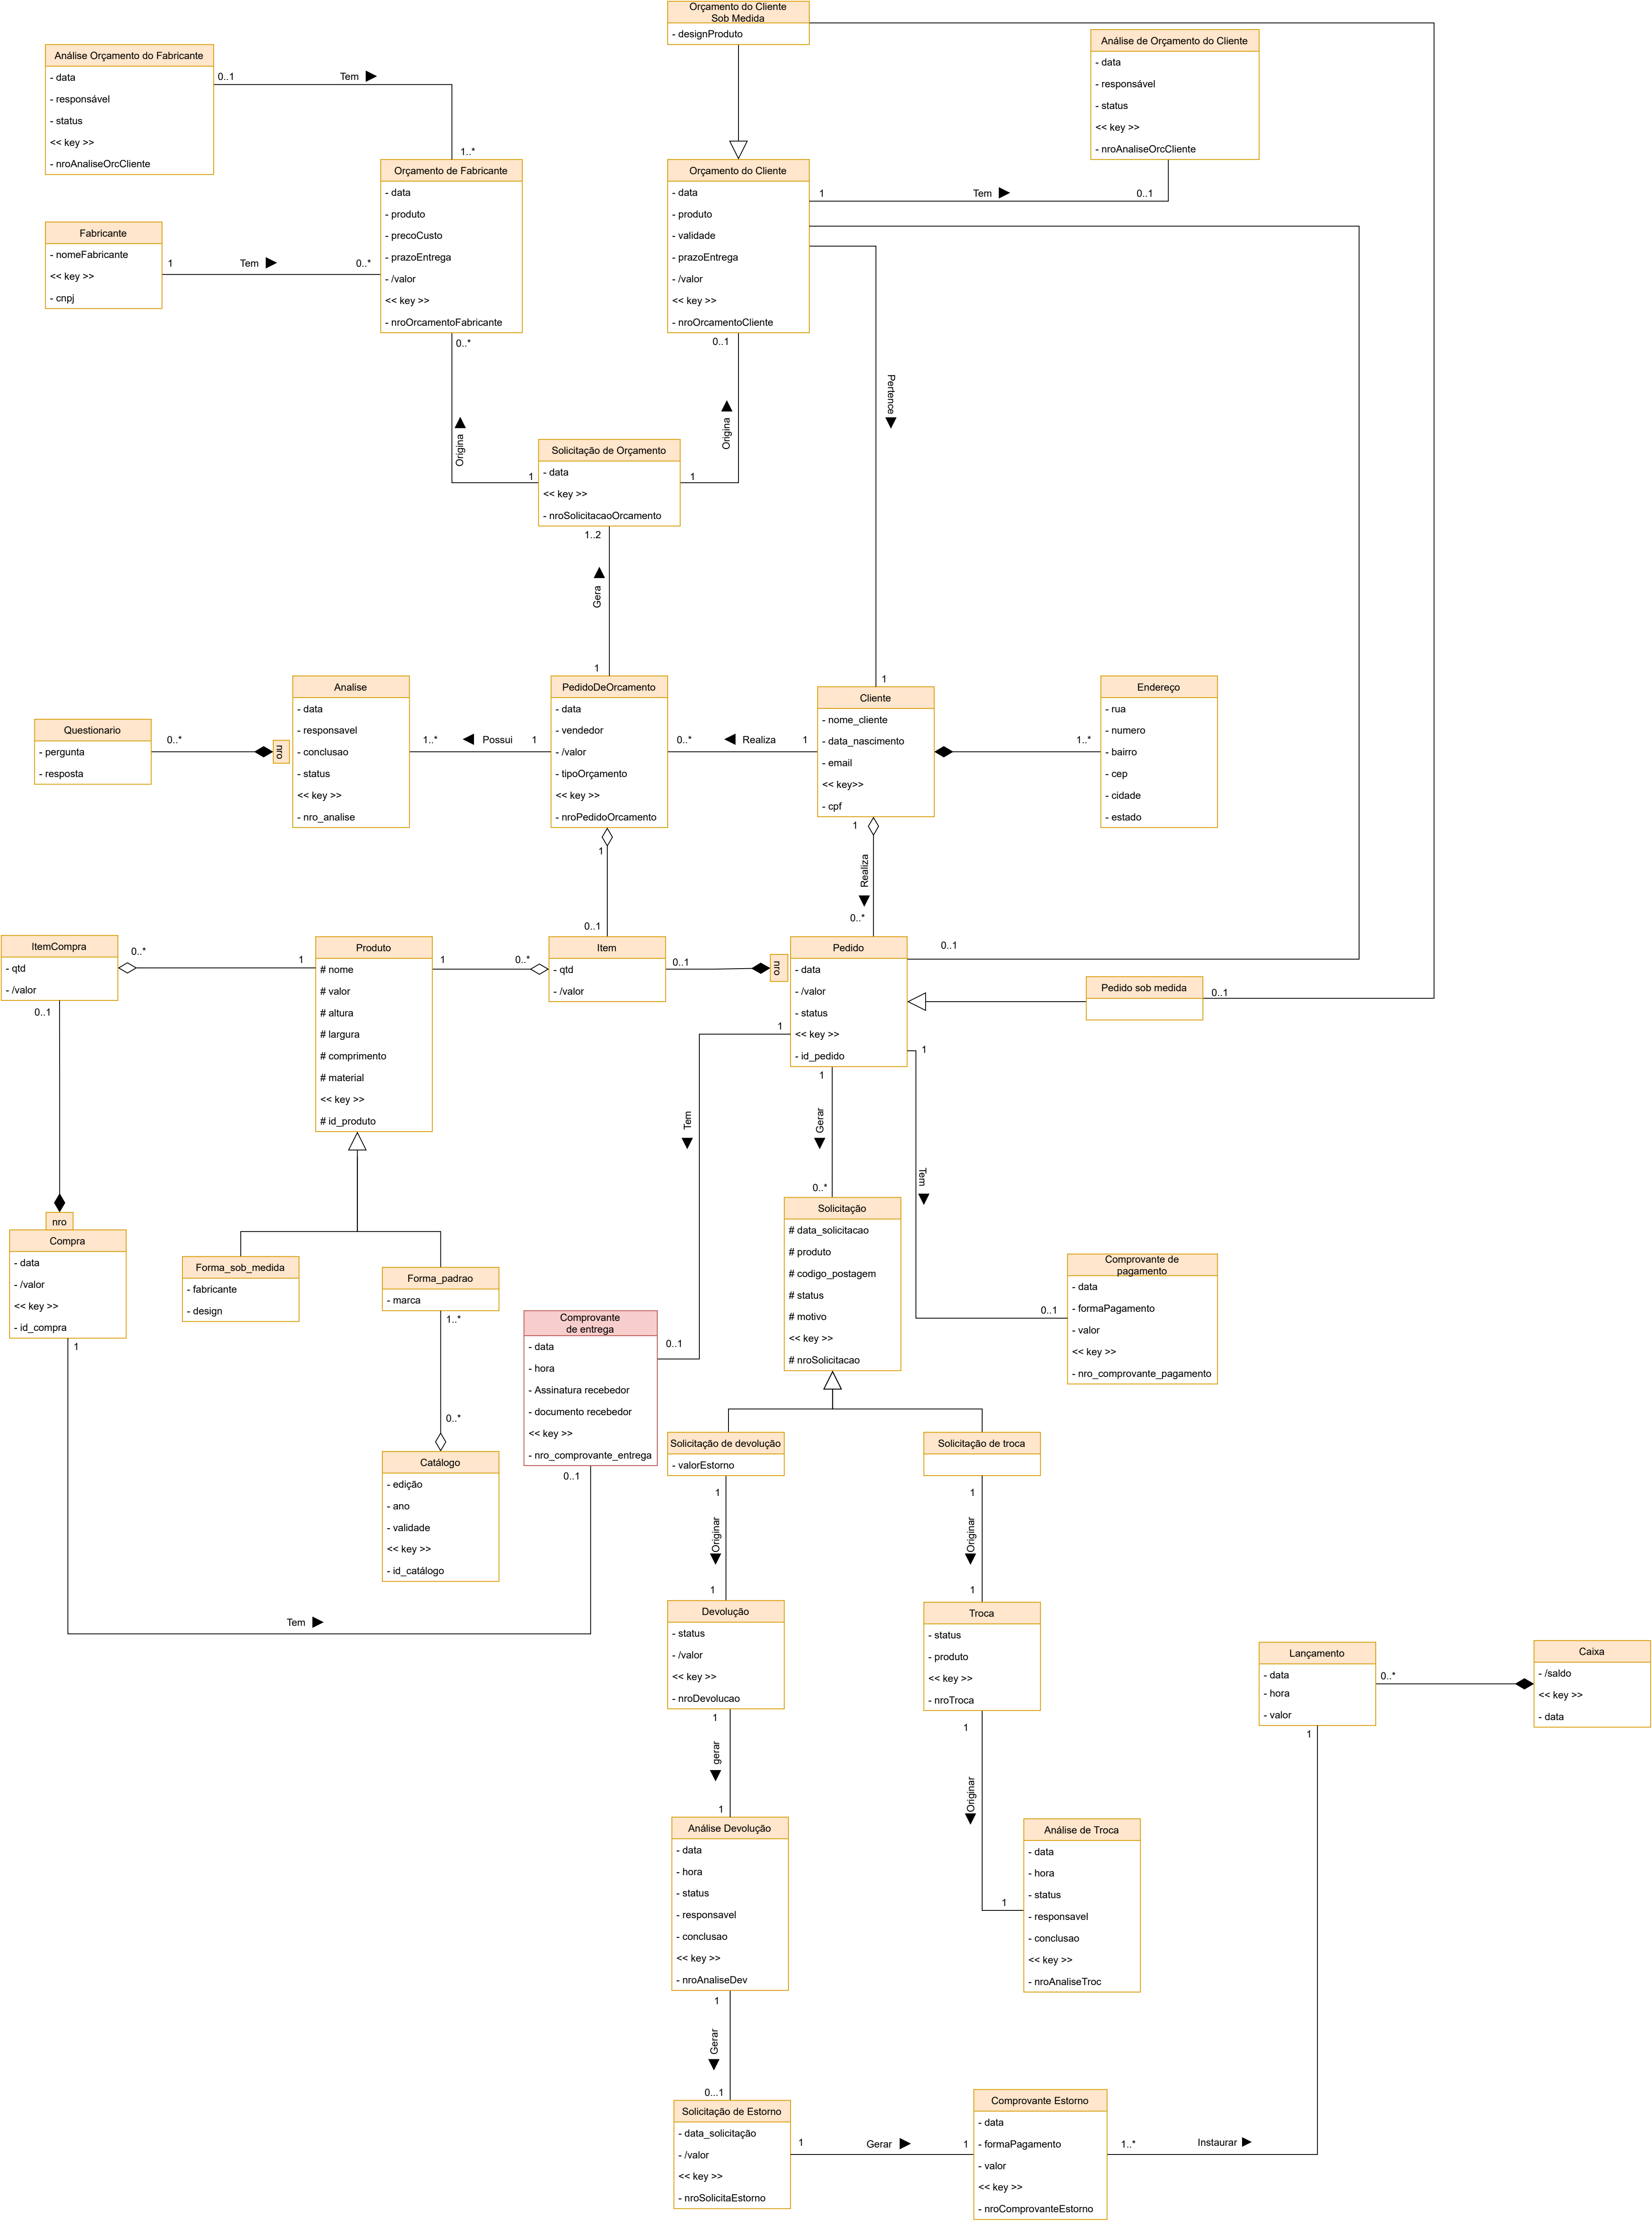 Orçamento do Cliente
Sob Medida
- designProduto
Análise Orçamento do Fabricante
- data
- responsável
- status
<< key >>
- nroAnaliseOrcCliente
0..1
Tem
1..*
Análise de Orçamento do Cliente
- data
- responsável
- status
<< key >>
- nroAnaliseOrcCliente
Orçamento de Fabricante
- data
- produto
- precoCusto
- prazoEntrega
- /valor
<< key >>
- nroOrcamentoFabricante
Orçamento do Cliente
- data
- produto
- validade
- prazoEntrega
- /valor
<< key >>
- nroOrcamentoCliente
1
Tem
0..1
Fabricante
- nomeFabricante
<< key >>
- cnpj
1
Tem
0..*
0..*
0..1
Pertence
Origina
Origina
Solicitação de Orçamento
- data
<< key >>
- nroSolicitacaoOrcamento
1
1
1..2
Gera
1
1
Questionario
- pergunta
- resposta
0..*
nro
Analise
- data
- responsavel
- conclusao
- status
<< key >>
- nro_analise
1..*
Possui
1
PedidoDeOrcamento
- data
- vendedor
- /valor
- tipoOrçamento
<< key >>
- nroPedidoOrcamento
0..*
Realiza
1
Cliente
- nome_cliente
- data_nascimento
- email
<< key>>
- cpf
1..*
Endereço
- rua
- numero
- bairro
- cep
- cidade
- estado
1
0..1
1
Realiza
0..*
ItemCompra
- qtd
- /valor
0..*
1
0..1
Produto
# nome
# valor
# altura
# largura
# comprimento
# material
<< key >>
# id_produto
1
0..*
Item
- qtd
- /valor
0..1
nro
Pedido
- data
- /valor
- status
<< key >>
- id_pedido
0..1
Pedido sob medida
0..1
1
1
1
Tem
Gerar
Tem
0..*
nro
Compra
- data
- /valor
<< key >>
- id_compra
1
Forma_sob_medida
- fabricante
- design
Forma_padrao
- marca
1..*
0..*
Catálogo
- edição
- ano
- validade
<< key >>
- id_catálogo
Comprovante
de entrega
- data
- hora
- Assinatura recebedor
- documento recebedor
<< key >>
- nro_comprovante_entrega
0..1
0..1
Tem
Solicitação
# data_solicitacao
# produto
# codigo_postagem
# status
# motivo
<< key >>
# nroSolicitacao
Comprovante de
pagamento
- data
- formaPagamento
- valor
<< key >>
- nro_comprovante_pagamento
0..1
Solicitação de devolução
- valorEstorno
Solicitação de troca
1
Originar
1
1
Originar
1
Devolução
- status
- /valor
<< key >>
- nroDevolucao
Troca
- status
- produto
<< key >>
- nroTroca
Lançamento
- data
- hora
- valor
0..*
Caixa
- /saldo
<< key >>
- data
1
gerar
1
1
Originar
1
1
Análise Devolução
- data
- hora
- status
- responsavel
- conclusao
<< key >>
- nroAnaliseDev
Análise de Troca
- data
- hora
- status
- responsavel
- conclusao
<< key >>
- nroAnaliseTroc
1
Gerar
0...1
Solicitação de Estorno
- data_solicitação
- /valor
<< key >>
- nroSolicitaEstorno
1
Gerar
1
Comprovante Estorno
- data
- formaPagamento
- valor
<< key >>
- nroComprovanteEstorno
1..*
Instaurar